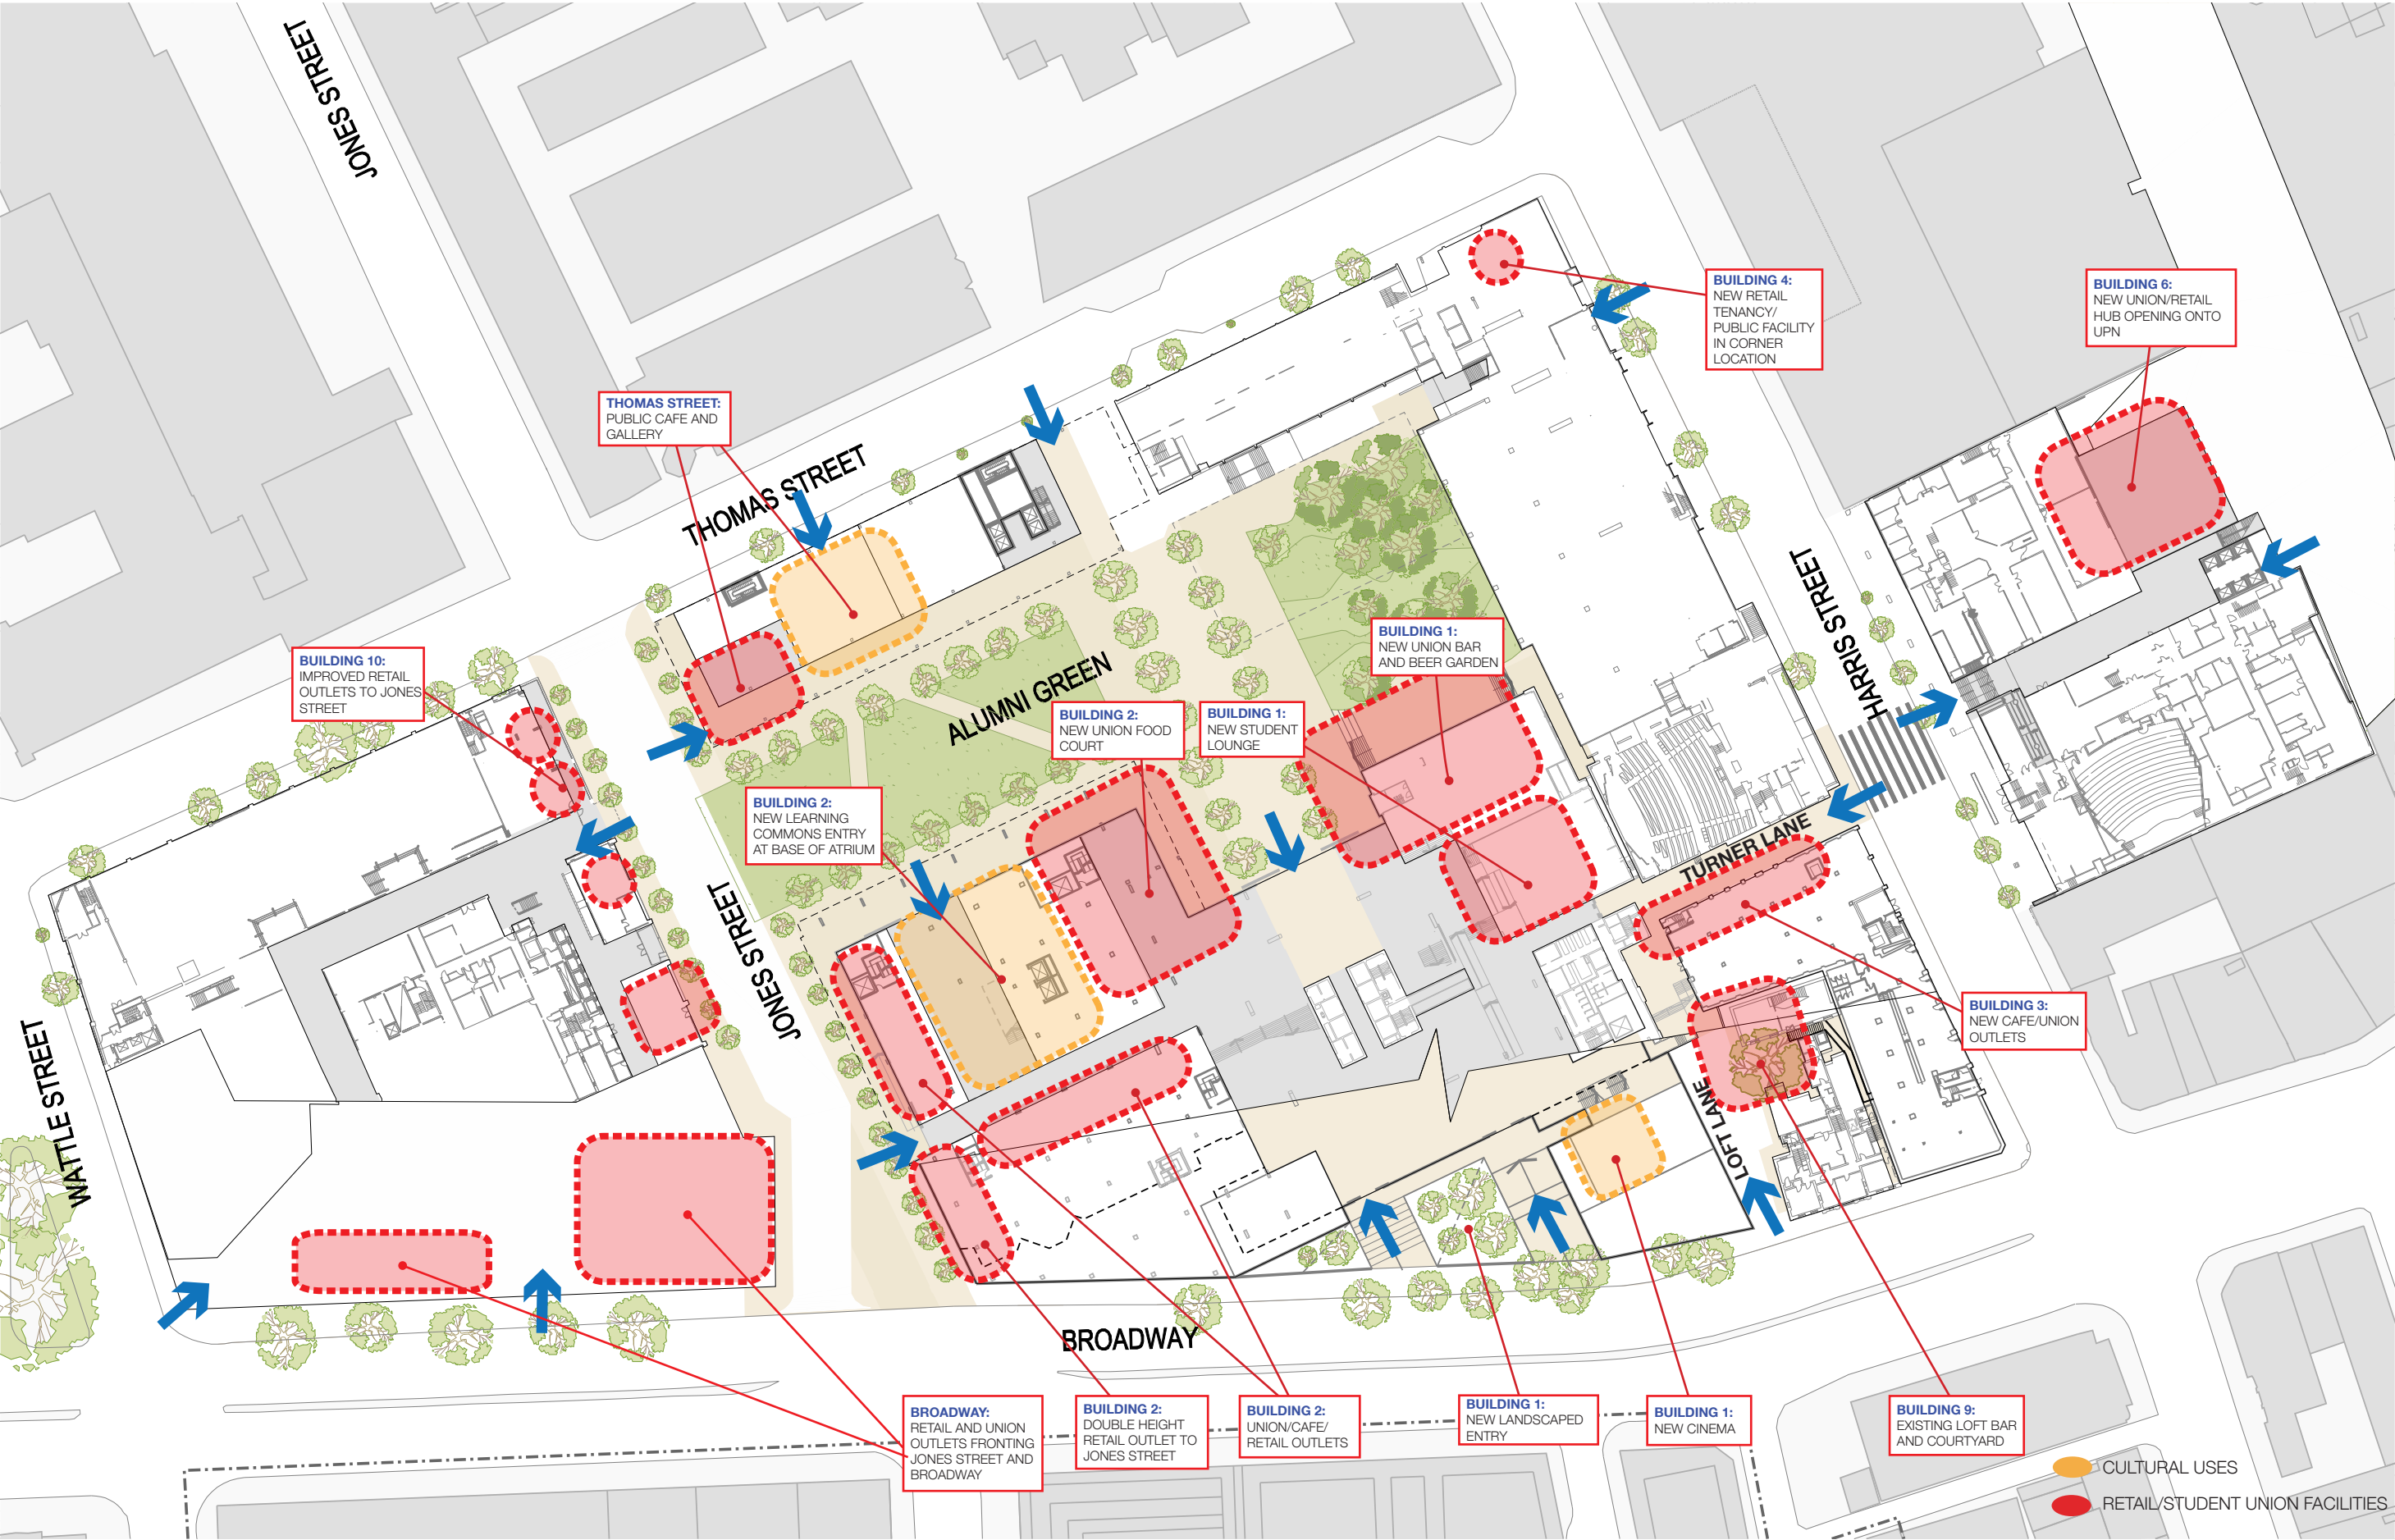 JONES STREET
BUILDING 4:
NEW RETAIL
TENANCY/
PUBLIC FACILITY
IN CORNER
LOCATION
BUILDING 6:
NEW UNION/RETAIL
HUB OPENING ONTO
UPN
THOMAS STREET:
PUBLIC CAFE AND
GALLERY
THOMAS STREET
HARRIS STREET
BUILDING 10:
IMPROVED RETAIL
OUTLETS TO JONES
STREET
BUILDING 1:
NEW UNION BAR
AND BEER GARDEN
ALUMNI GREEN
BUILDING 2:
NEW UNION FOOD
COURT
BUILDING 1:
NEW STUDENT
LOUNGE
BUILDING 2:
NEW LEARNING
COMMONS ENTRY
AT BASE OF ATRIUM
TURNER LANE
JONES STREET
BUILDING 3:
NEW CAFE/UNION
OUTLETS
WATTLE STREET
LOFT LANE
BROADWAY
BROADWAY:
RETAIL AND UNION
OUTLETS FRONTING
JONES STREET AND
BROADWAY
BUILDING 2:
DOUBLE HEIGHT
RETAIL OUTLET TO
JONES STREET
BUILDING 2:
UNION/CAFE/
RETAIL OUTLETS
BUILDING 1:
NEW LANDSCAPED
ENTRY
BUILDING 1:
NEW CINEMA
BUILDING 9:
EXISTING LOFT BAR
AND COURTYARD
CULTURAL USES
RETAIL/STUDENT UNION FACILITIES